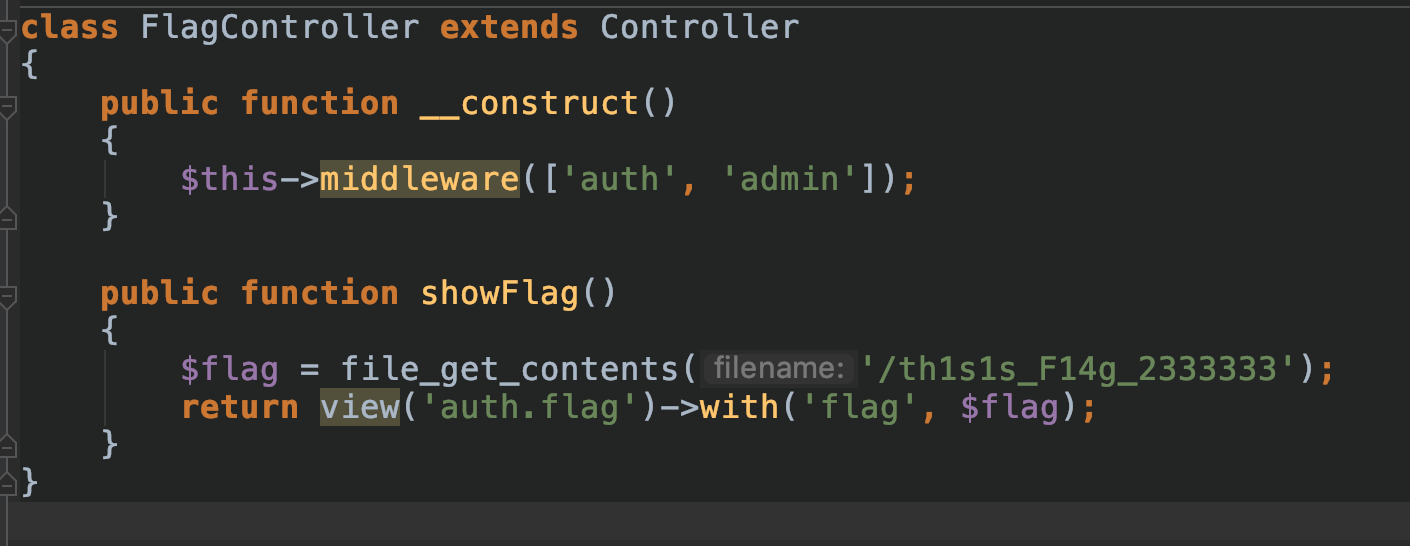 class FlagController extends Controller
{
    public function __construct()
    {
        $this->middleware(['auth', 'admin']);
    }

    public function showFlag()
    {
        $flag = file_get_contents( filename: '/th1s1s_F14g_2333333');
        return view('auth.flag')->with('flag', $flag);
    }
}